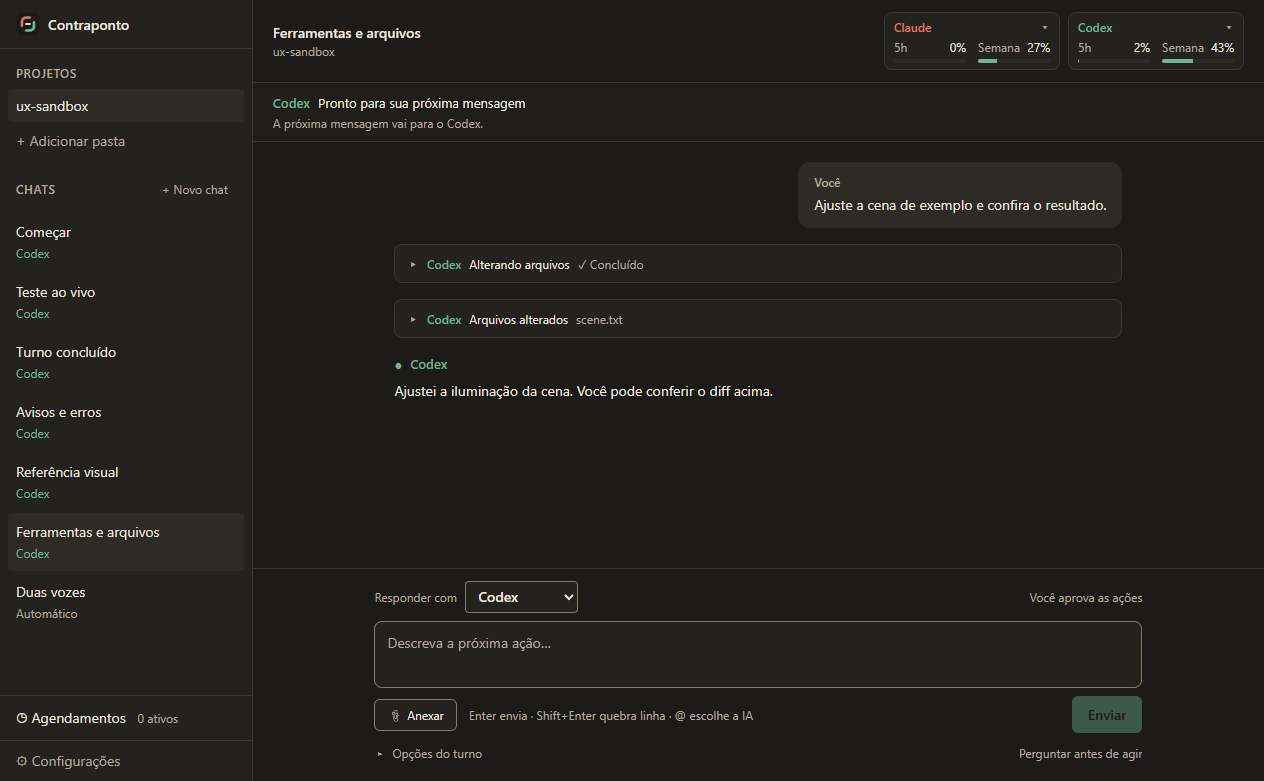 Contraponto
PROJETOS
ux-sandbox
+ Adicionar pasta
CHATS + Novo chat
Começar
Codex
Teste ao vivo
Codex
Turno concluído
Codex
Avisos e erros
Codex
Referência visual
Codex
Ferramentas e arquivos
Codex
Duas vozes
Automático
Agendamentos 0 ativos
Configurações
Ferramentas e arquivos
ux-sandbox
Claude
5h 0% Semana 27%
Codex
5h 2% Semana 43%
Codex Pronto para sua próxima mensagem
A próxima mensagem vai para o Codex.
Você
Ajuste a cena de exemplo e confira o resultado.
Codex Alterando arquivos ✓ Concluído
Codex Arquivos alterados scene.txt
Codex
Ajustei a iluminação da cena. Você pode conferir o diff acima.
Responder com Codex Você aprova as ações
Descreva a próxima ação...
Anexar Enter envia · Shift+Enter quebra linha · @ escolhe a IA Enviar
Opções do turno Perguntar antes de agir